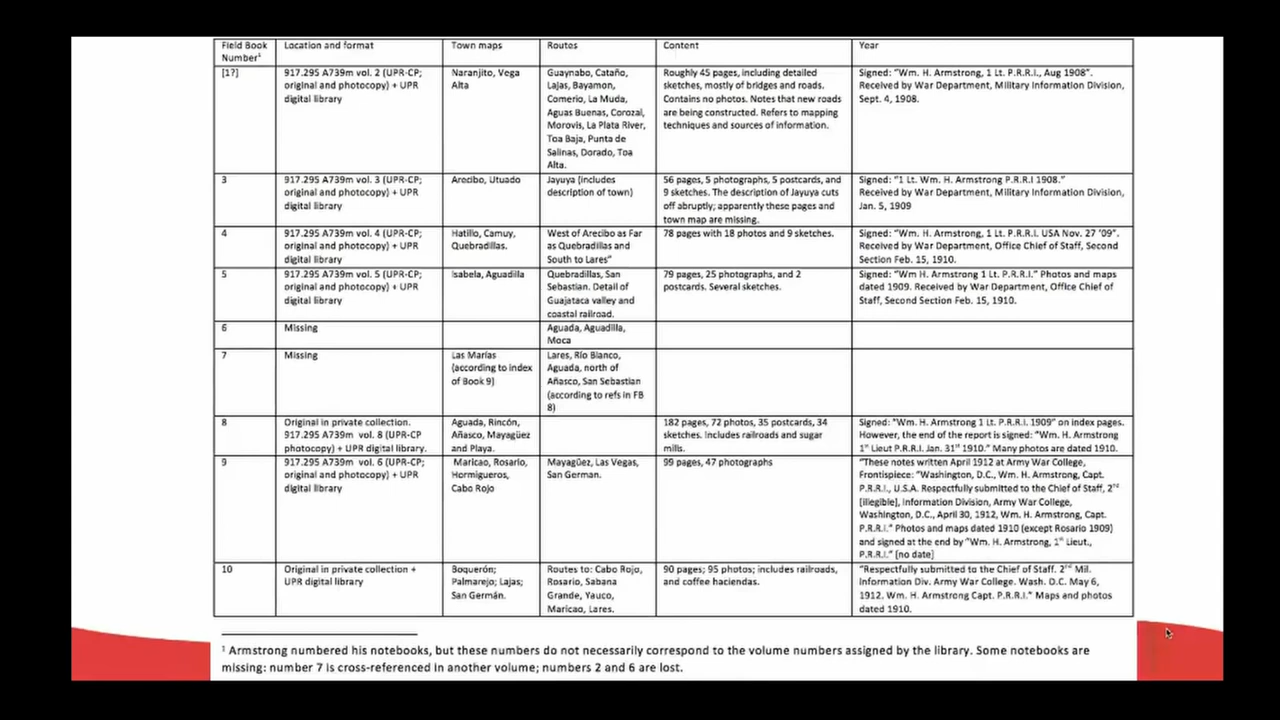 Field Book Number¹ Location and format Town maps Routes Content Year
[1?]
917.295 A739m vol. 2 (UPR-CP;
original and photocopy) + UPR
digital library
Naranjito, Vega
Alta
Guaynabo, Cataño,
Lajas, Bayamon,
Comerio, La Muda,
Aguas Buenas, Corozal,
Morovis, La Plata River,
Toa Baja, Punta de
Salinas, Dorado, Toa
Alta.
Roughly 45 pages, including detailed
sketches, mostly of bridges and roads.
Contains no photos. Notes that new roads
are being constructed. Refers to mapping
techniques and sources of information.
Signed: "Wm. H. Armstrong, 1 Lt. P.R.R.I., Aug 1908".
Received by War Department, Military Information Division,
Sept. 4, 1908.
3
917.295 A739m vol. 3 (UPR-CP;
original and photocopy) + UPR
digital library
Arecibo, Utuado
Jayuya (includes
description of town)
56 pages, 5 photographs, 5 postcards, and
9 sketches. The description of Jayuya cuts
off abruptly; apparently these pages and
town map are missing.
Signed: "1 Lt. Wm. H. Armstrong P.R.R.I 1908."
Received by War Department, Military Information Division,
Jan. 5, 1909
4
917.295 A739m vol. 4 (UPR-CP;
original and photocopy) + UPR
digital library
Hatillo, Camuy,
Quebradillas.
West of Arecibo as Far
as Quebradillas and
South to Lares"
78 pages with 18 photos and 9 sketches.
Signed: "Wm. H. Armstrong, 1 Lt. P.R.R.I. USA Nov. 27 '09".
Received by War Department, Office Chief of Staff, Second
Section Feb. 15, 1910.
5
917.295 A739m vol. 5 (UPR-CP;
original and photocopy) + UPR
digital library
Isabela, Aguadilla
Quebradillas, San
Sebastian. Detail of
Guajataca valley and
coastal railroad.
79 pages, 25 photographs, and 2
postcards. Several sketches.
Signed: "Wm H. Armstrong 1 Lt. P.R.R.I." Photos and maps
dated 1909. Received by War Department, Office Chief of
Staff, Second Section Feb. 15, 1910.
6
Missing
Aguada, Aguadilla,
Moca
7
Missing
Las Marías
(according to index
of Book 9)
Lares, Río Blanco,
Aguada, north of
Añasco, San Sebastian
(according to refs in FB
8)
8
Original in private collection.
917.295 A739m vol. 8 (UPR-CP
photocopy) + UPR digital library.
Aguada, Rincón,
Añasco, Mayagüez
and Playa.
182 pages, 72 photos, 35 postcards, 34
sketches. Includes railroads and sugar
mills.
Signed: "Wm. H. Armstrong 1 Lt. P.R.R.I. 1909" on index pages.
However, the end of the report is signed: "Wm. H. Armstrong
1st Lieut P.R.R.I. Jan. 31st 1910." Many photos are dated 1910.
9
917.295 A739m vol. 6 (UPR-CP;
original and photocopy) + UPR
digital library
Maricao, Rosario,
Hormigueros,
Cabo Rojo
Mayagüez, Las Vegas,
San German.
99 pages, 47 photographs
"These notes written April 1912 at Army War College,
Frontispiece: "Washington, D.C., Wm. H. Armstrong, Capt.
P.R.R.I., U.S.A. Respectfully submitted to the Chief of Staff, 2nd
[illegible], Information Division, Army War College,
Washington, D.C., April 30, 1912, Wm. H. Armstrong, Capt.
P.R.R.I." Photos and maps dated 1910 (except Rosario 1909)
and signed at the end by "Wm. H. Armstrong, 1st Lieut.,
P.R.R.I." [no date]
10
Original in private collection +
UPR digital library
Boquerón;
Palmarejo; Lajas;
San Germán.
Routes to: Cabo Rojo,
Rosario, Sabana
Grande, Yauco,
Maricao, Lares.
90 pages; 95 photos; includes railroads,
and coffee haciendas.
"Respectfully submitted to the Chief of Staff. 2nd Mil.
Information Div. Army War College. Wash. D.C. May 6,
1912. Wm. H. Armstrong Capt. P.R.R.I." Maps and photos
dated 1910.
¹ Armstrong numbered his notebooks, but these numbers do not necessarily correspond to the volume numbers assigned by the library. Some notebooks are
missing: number 7 is cross-referenced in another volume; numbers 2 and 6 are lost.